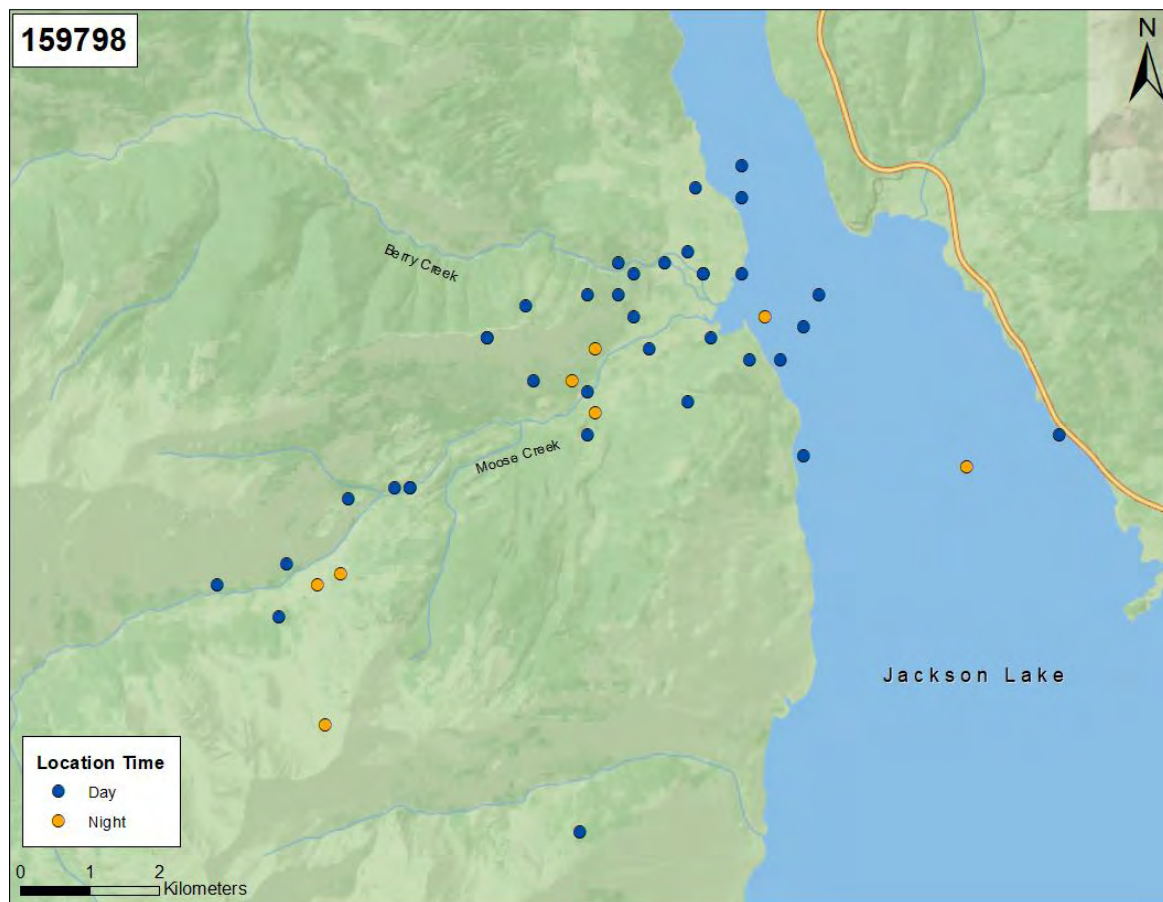 159798
N
Berry Creek
Moose Creek
Jackson Lake
Location Time
Day
Night
0 1 2
Kilometers